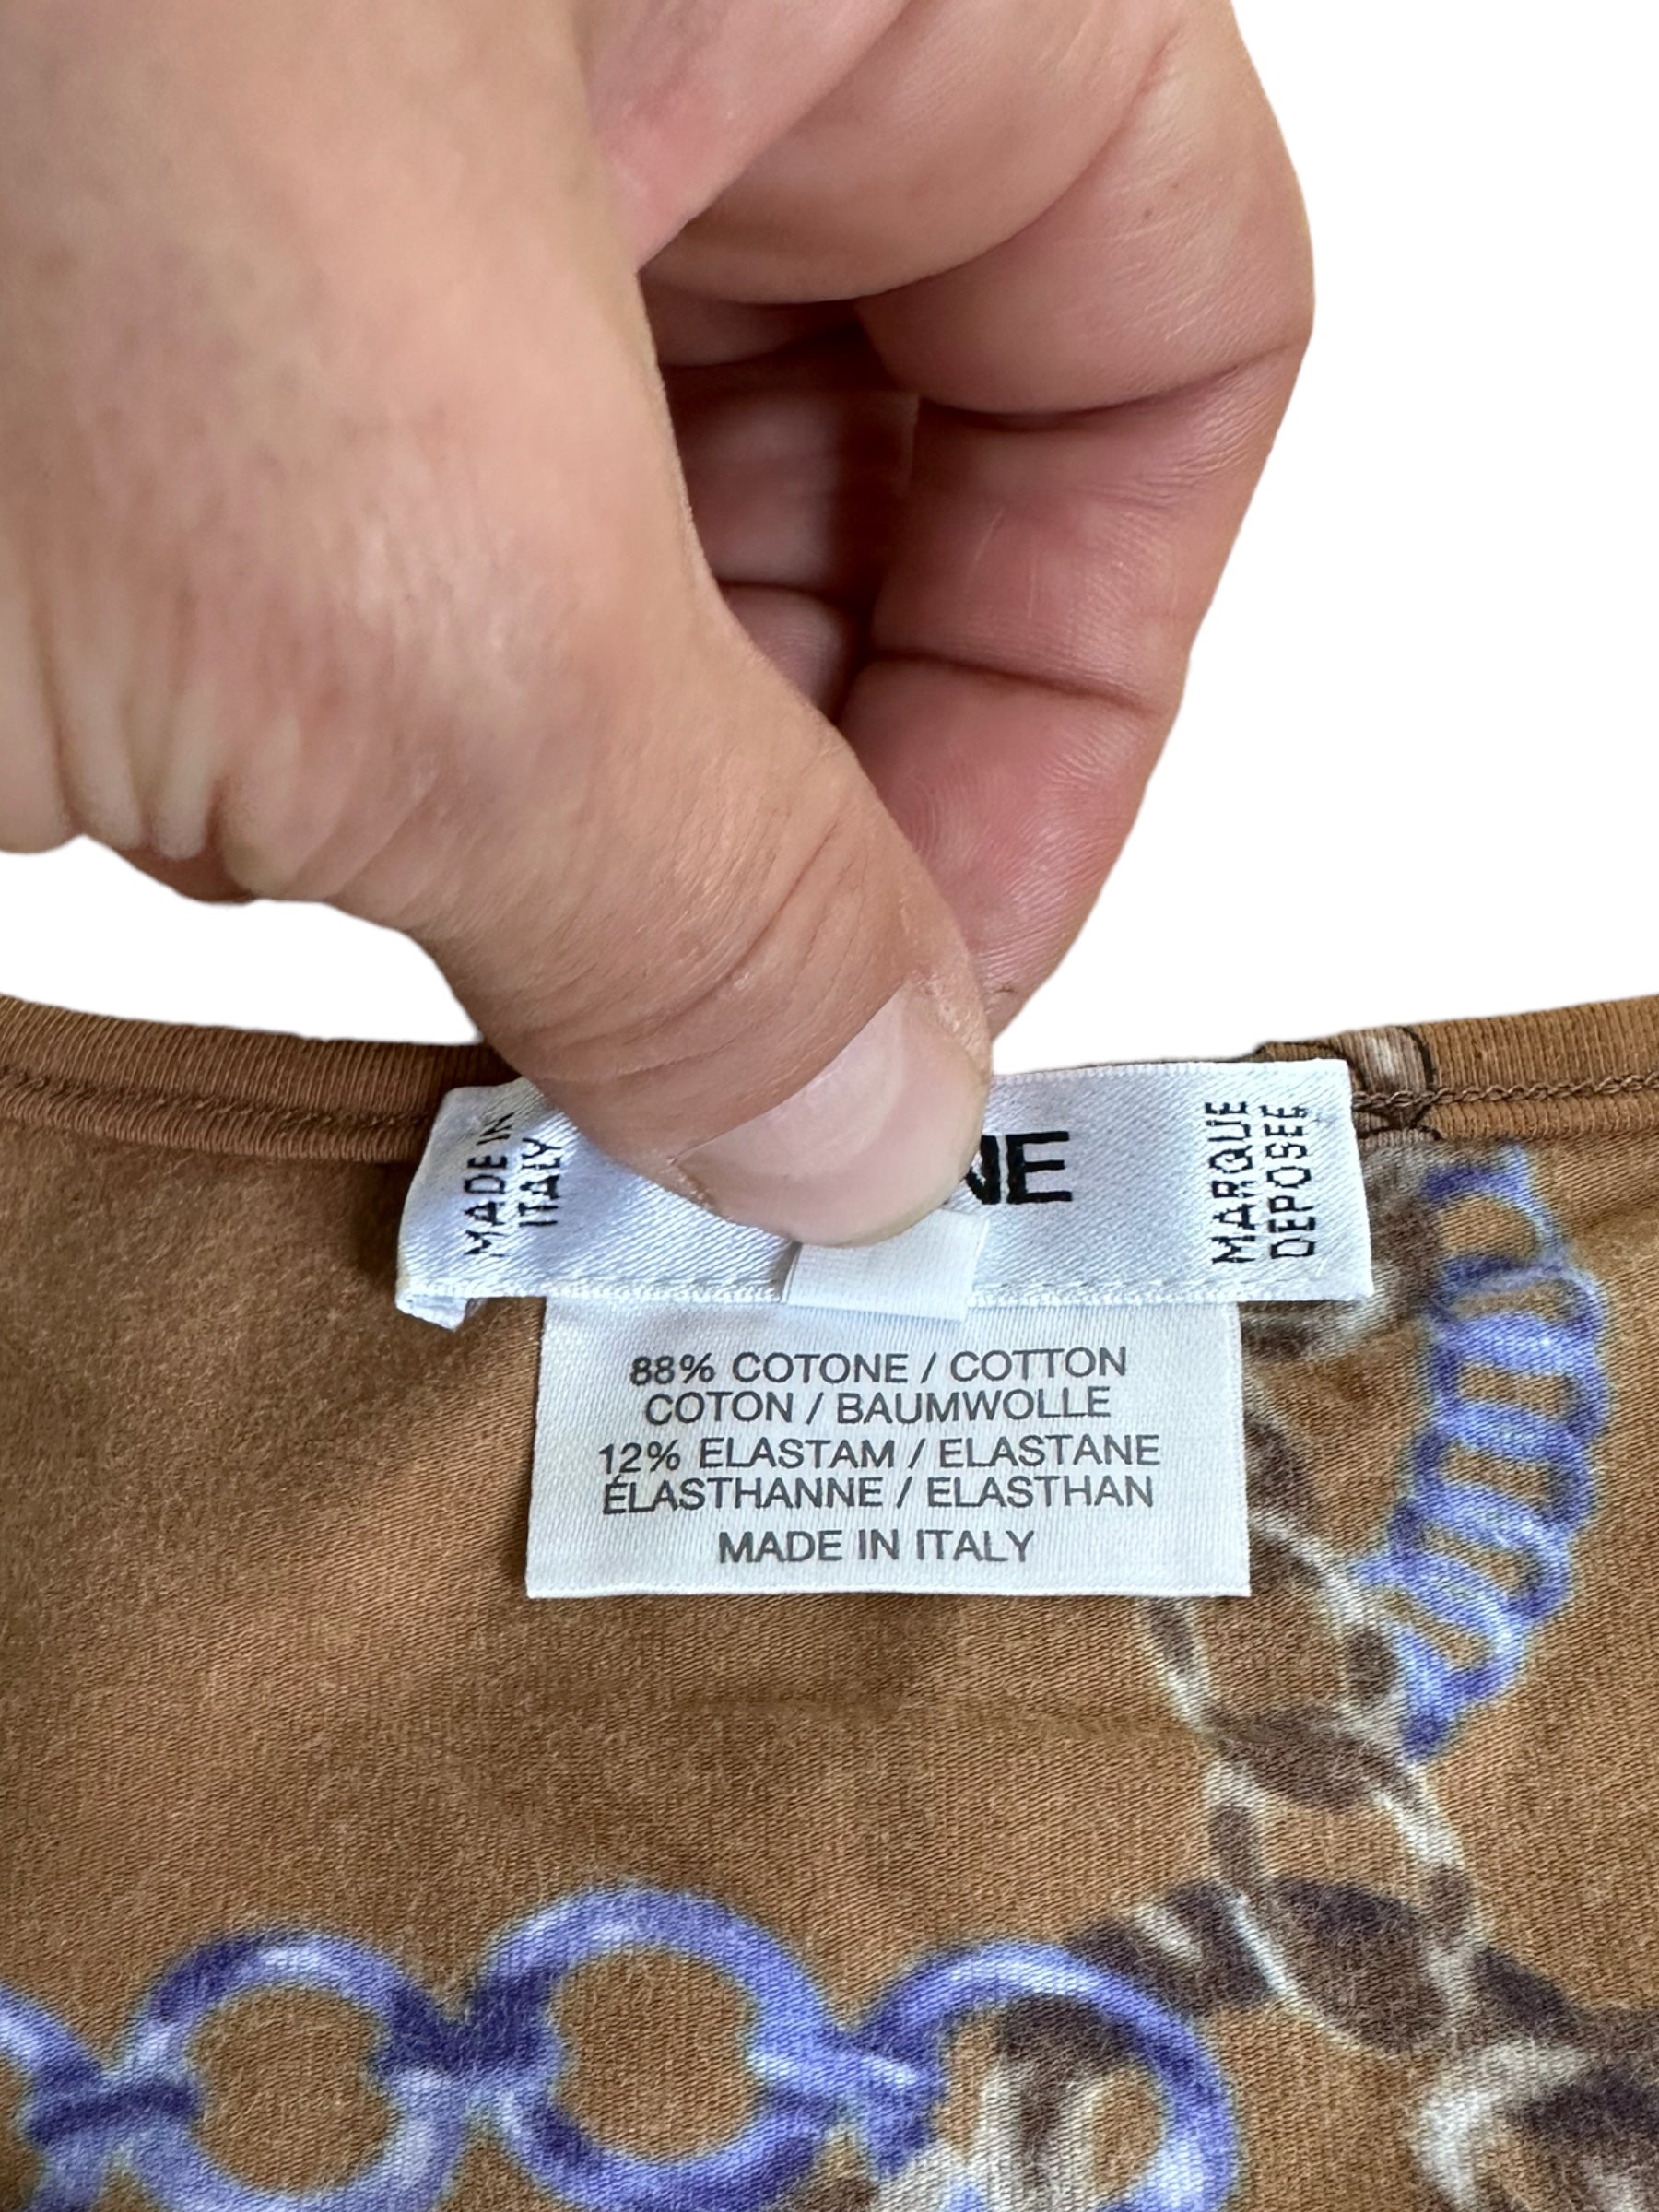 MADE IN
ITALY
NE
MARQUE
DEPOSEE
88% COTONE / COTTON
COTON / BAUMWOLLE
12% ELASTAM / ELASTANE
ÉLASTHANNE / ELASTHAN
MADE IN ITALY